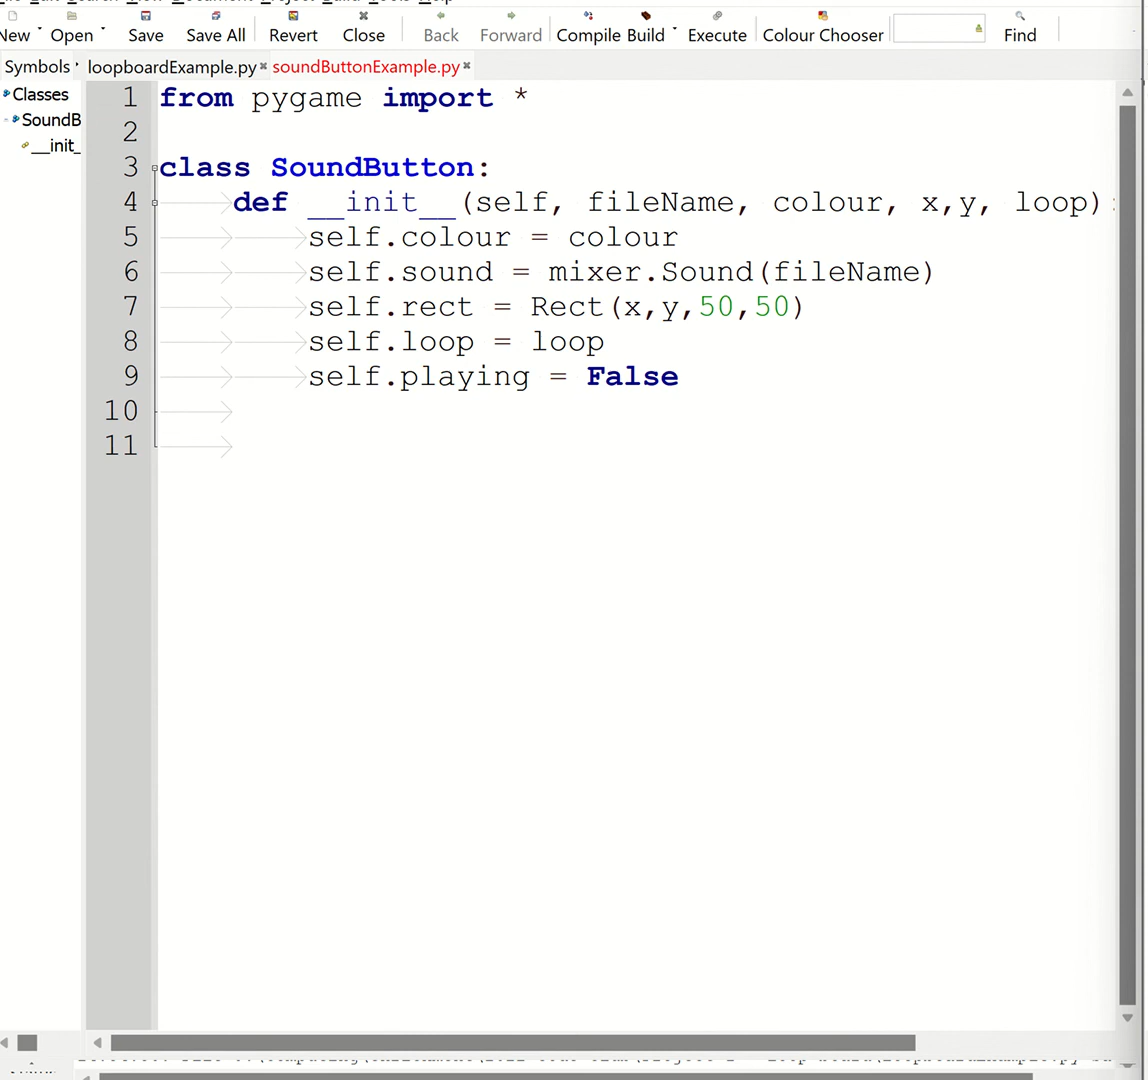 New Open Save Save All Revert Close Back Forward Compile Build Execute Colour Chooser Find
Symbols loopboardExample.py soundButtonExample.py
Classes
SoundB
__init_
1 from pygame import *
2
3 class SoundButton:
4 def __init__(self, fileName, colour, x,y, loop):
5 self.colour = colour
6 self.sound = mixer.Sound(fileName)
7 self.rect = Rect(x,y,50,50)
8 self.loop = loop
9 self.playing = False
10
11